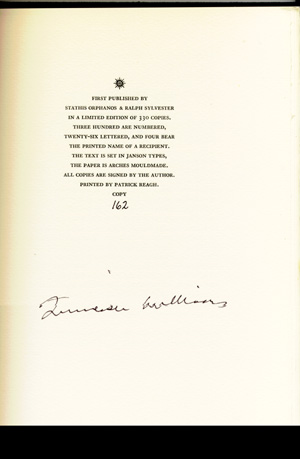 FIRST PUBLISHED BY
STATHIS ORPHANOS & RALPH SYLVESTER
IN A LIMITED EDITION OF 330 COPIES.
THREE HUNDRED ARE NUMBERED,
TWENTY-SIX LETTERED, AND FOUR BEAR
THE PRINTED NAME OF A RECIPIENT.
THE TEXT IS SET IN JANSON TYPES,
THE PAPER IS ARCHES MOULDMADE.
ALL COPIES ARE SIGNED BY THE AUTHOR.
PRINTED BY PATRICK REAGH.
COPY
162
Tennessee Williams